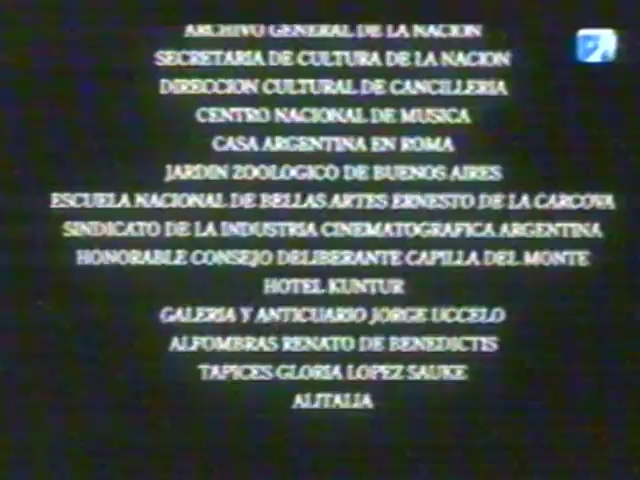 ARCHIVO GENERAL DE LA NACION
SECRETARIA DE CULTURA DE LA NACION
DIRECCION CULTURAL DE CANCILLERIA
CENTRO NACIONAL DE MUSICA
CASA ARGENTINA EN ROMA
JARDIN ZOOLOGICO DE BUENOS AIRES
ESCUELA NACIONAL DE BELLAS ARTES ERNESTO DE LA CARCOVA
SINDICATO DE LA INDUSTRIA CINEMATOGRAFICA ARGENTINA
HONORABLE CONSEJO DELIBERANTE CAPILLA DEL MONTE
HOTEL KUNTUR
GALERIA Y ANTICUARIO JORGE UCCELO
ALFOMBRAS RENATO DE BENEDICTIS
TAPICES GLORIA LOPEZ SAUKE
ALITALIA